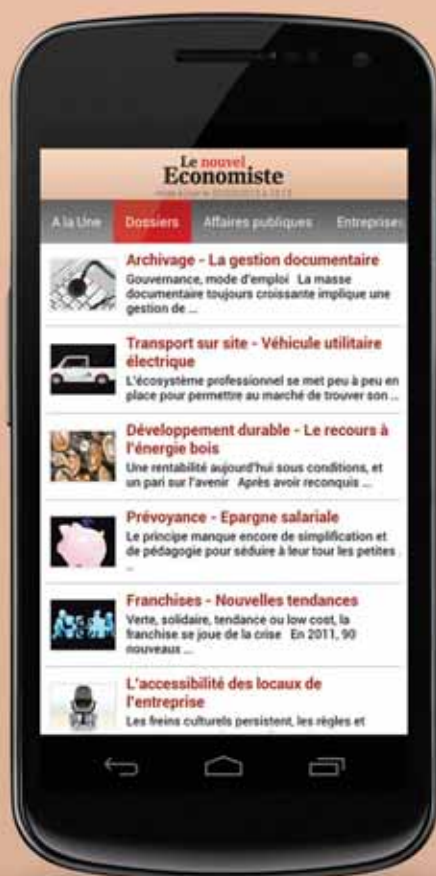 Le nouvel
Economiste
A la Une Dossiers Affaires publiques Entreprises
Archivage - La gestion documentaire
Gouvernance, mode d'emploi La masse
documentaire toujours croissante implique une
gestion de ...
Transport sur site - Véhicule utilitaire
électrique
L'écosystème professionnel se met peu à peu en
place pour permettre au marché de trouver son ...
Développement durable - Le recours à
l'énergie bois
Une rentabilité aujourd'hui sous conditions, et
un pari sur l'avenir Après avoir reconquis ...
Prévoyance - Epargne salariale
Le principe manque encore de simplification et
de pédagogie pour séduire à leur tour les petites
...
Franchises - Nouvelles tendances
Verte, solidaire, tendance ou low cost, la
franchise se joue de la crise En 2011, 90
nouveaux ...
L'accessibilité des locaux de
l'entreprise
Les freins culturels persistent, les règles et